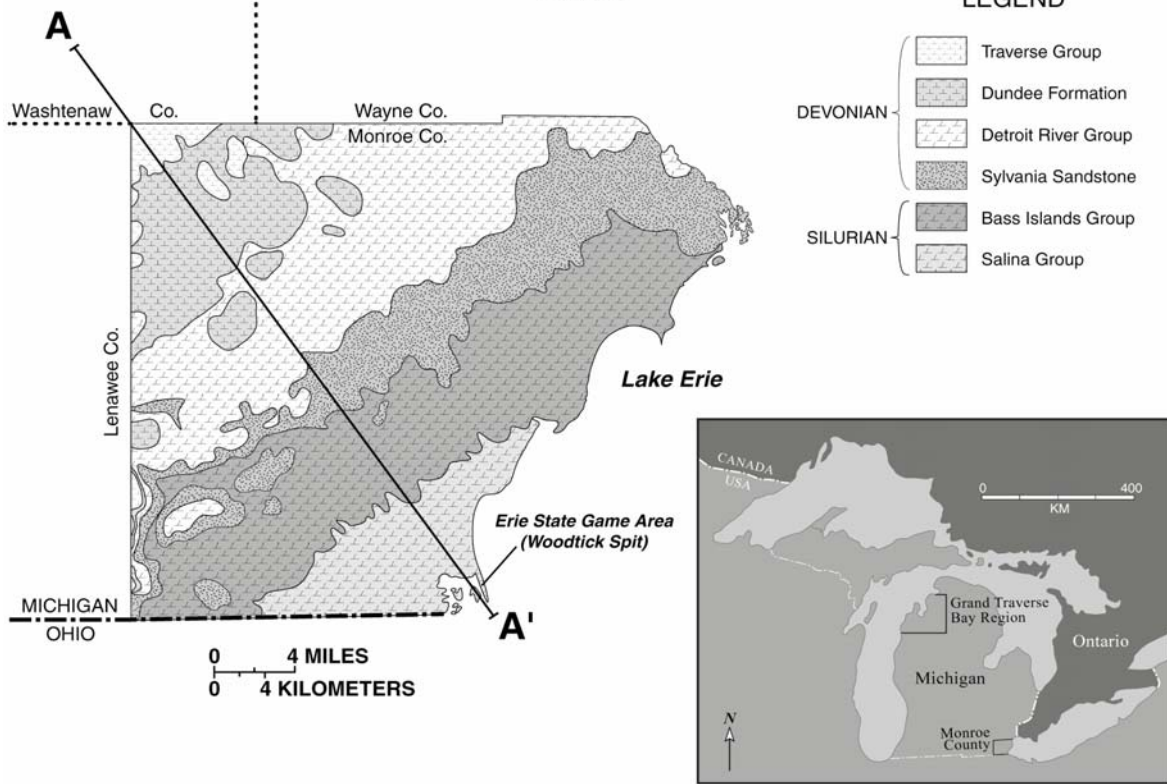 LEGEND
A
Traverse Group
Dundee Formation
DEVONIAN
Detroit River Group
Sylvania Sandstone
Bass Islands Group
SILURIAN
Salina Group
Washtenaw Co.
Wayne Co.
Monroe Co.
Lenawee Co.
Lake Erie
Erie State Game Area
(Woodtick Spit)
MICHIGAN
OHIO
A'
0 4 MILES
0 4 KILOMETERS
CANADA
USA
0 400
KM
Grand Traverse
Bay Region
Ontario
Michigan
Monroe
County
N